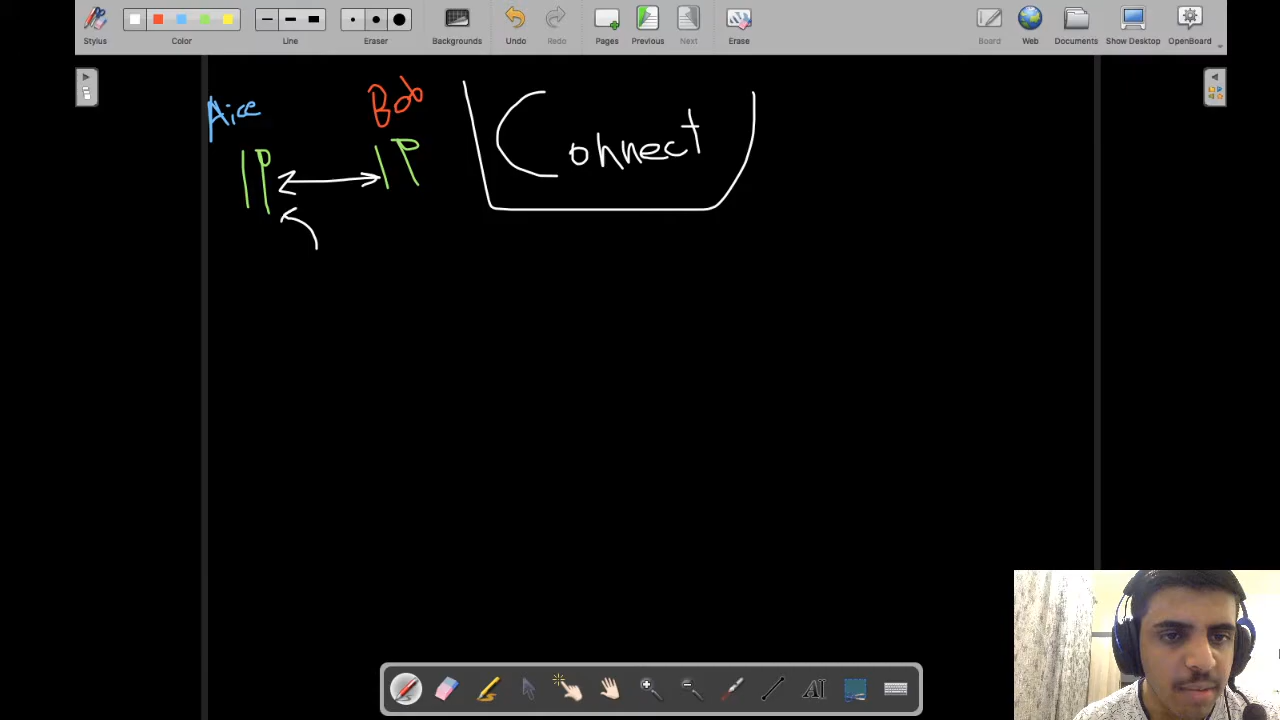 Stylus
Color
Line
Eraser
Backgrounds
Undo
Redo
Pages
Previous
Next
Erase
Board
Web
Documents
Show Desktop
OpenBoard
Aice
Bob
IP
IP
Connect
AI